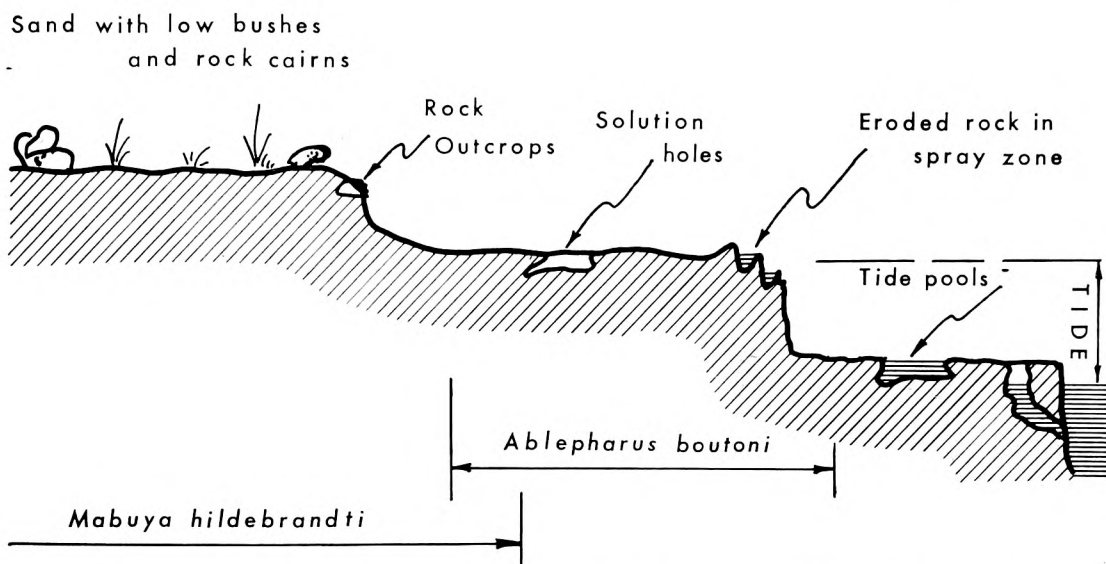 Sand with low bushes
and rock cairns
Rock
Outcrops
Solution
holes
Eroded rock in
spray zone
Tide pools
TIDE
Ablepharus boutoni
Mabuya hildebrandti